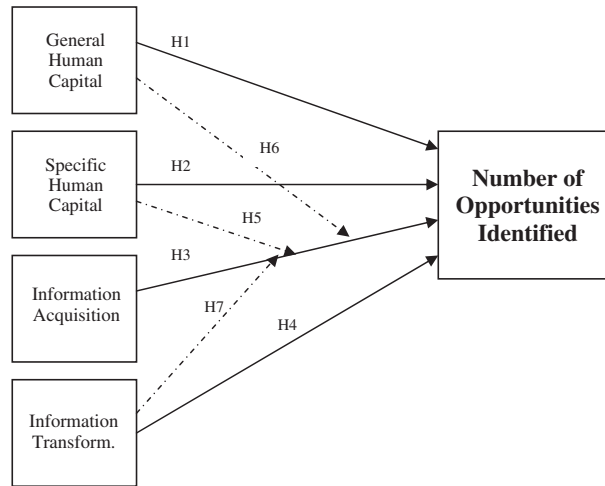 General
Human
Capital
H1
H6
Specific
Human
Capital
H2
H5
Number of
Opportunities
Identified
H3
Information
Acquisition
H7
H4
Information
Transform.